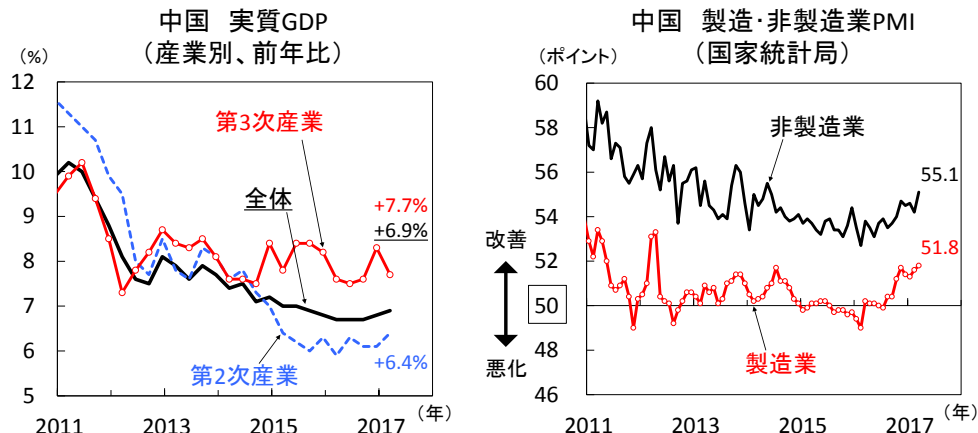 中国　実質GDP
（産業別、前年比）
(%)
12
11
10
9
8
7
6
5
2011
2013
2015
2017
(年)
第3次産業
全体
第2次産業
+7.7%
+6.9%
+6.4%
中国　製造・非製造業PMI
（国家統計局）
(ポイント)
60
58
56
54
52
50
48
46
2011
2013
2015
2017
(年)
非製造業
製造業
55.1
51.8
改善
悪化